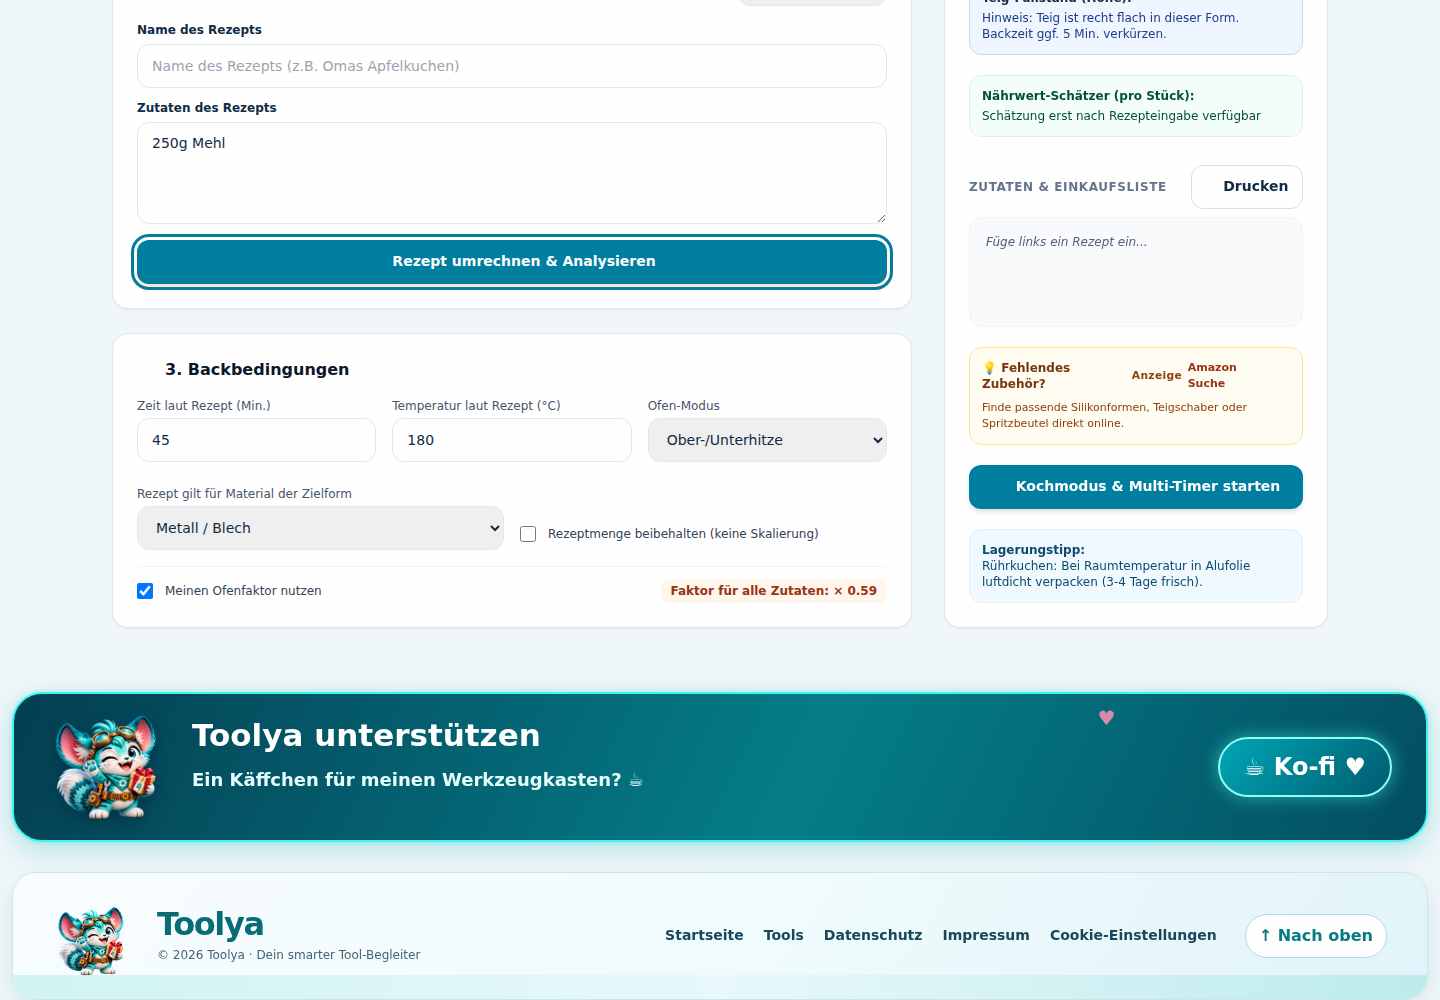 Name des Rezepts
Name des Rezepts (z.B. Omas Apfelkuchen)
Zutaten des Rezepts
250g Mehl
Rezept umrechnen & Analysieren
3. Backbedingungen
Zeit laut Rezept (Min.)
Temperatur laut Rezept (°C)
Ofen-Modus
45
180
Ober-/Unterhitze
Rezept gilt für Material der Zielform
Metall / Blech
Rezeptmenge beibehalten (keine Skalierung)
Meinen Ofenfaktor nutzen
Faktor für alle Zutaten: × 0.59
Hinweis: Teig ist recht flach in dieser Form.
Backzeit ggf. 5 Min. verkürzen.
Nährwert-Schätzer (pro Stück):
Schätzung erst nach Rezepteingabe verfügbar
ZUTATEN & EINKAUFSLISTE
Drucken
Füge links ein Rezept ein...
💡 Fehlendes
Zubehör?
Anzeige
Amazon
Suche
Finde passende Silikonformen, Teigschaber oder
Spritzbeutel direkt online.
Kochmodus & Multi-Timer starten
Lagerungstipp:
Rührkuchen: Bei Raumtemperatur in Alufolie
luftdicht verpacken (3-4 Tage frisch).
Toolya unterstützen
Ein Käffchen für meinen Werkzeugkasten? ☕
☕ Ko-fi ♥
Toolya
© 2026 Toolya · Dein smarter Tool-Begleiter
Startseite
Tools
Datenschutz
Impressum
Cookie-Einstellungen
↑ Nach oben